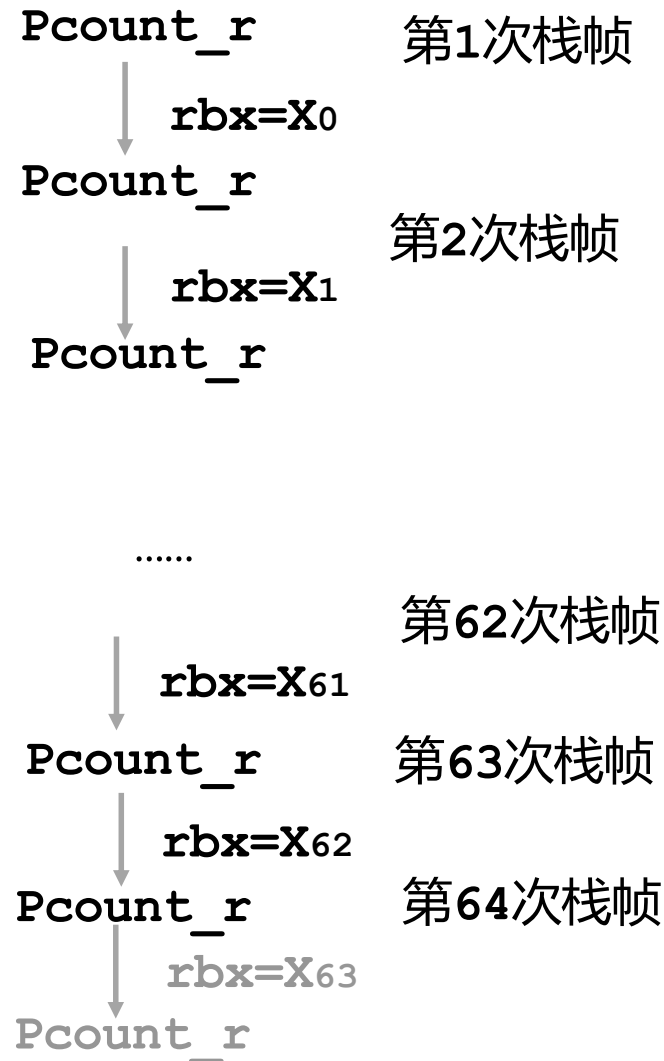 Pcount_r 第1次栈帧
rbx=X0
Pcount_r
第2次栈帧
rbx=X1
Pcount_r
......
第62次栈帧
rbx=X61
Pcount_r 第63次栈帧
rbx=X62
Pcount_r 第64次栈帧
rbx=X63
Pcount_r